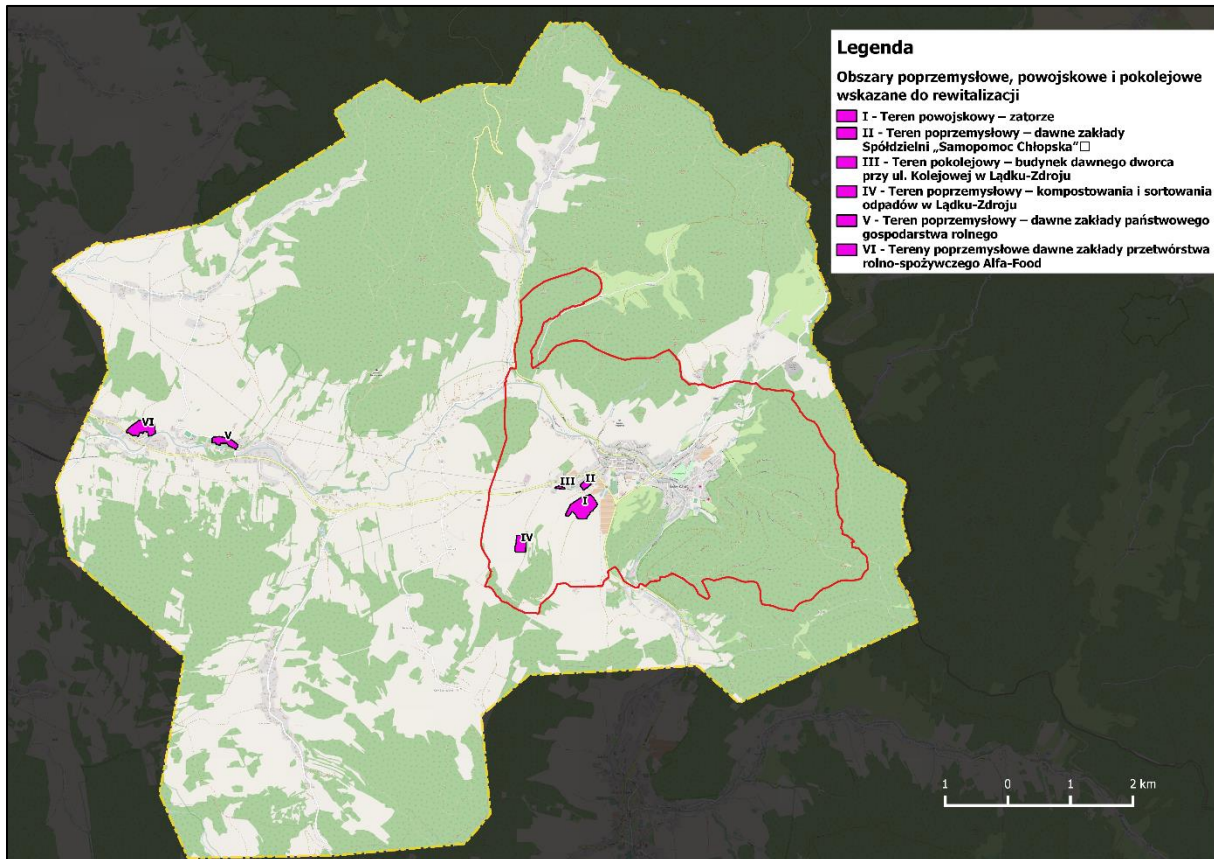 Legenda
Obszary poprzemysłowe, powojskowe i pokolejowe
wskazane do rewitalizacji
I - Teren powojskowy – zatorze
II - Teren poprzemysłowy – dawne zakłady
Spółdzielni „Samopomoc Chłopska”□
III - Teren pokolejowy – budynek dawnego dworca
przy ul. Kolejowej w Lądku-Zdroju
IV - Teren poprzemysłowy – kompostowania i sortowania
odpadów w Lądku-Zdroju
V - Teren poprzemysłowy – dawne zakłady państwowego
gospodarstwa rolnego
VI - Tereny poprzemysłowe dawne zakłady przetwórstwa
rolno-spożywczego Alfa-Food
VI
V
III
II
I
IV
1 0 1 2 km